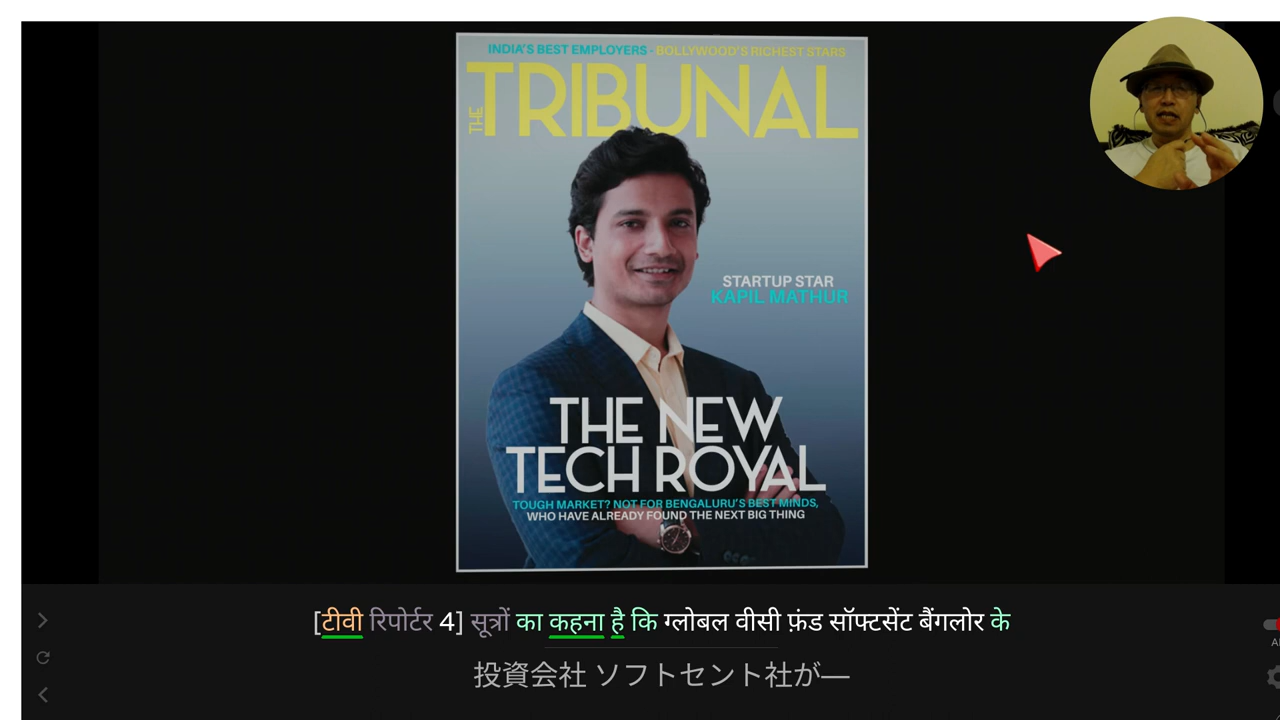 INDIA'S BEST EMPLOYERS - BOLLYWOOD'S RICHEST STARS
THE TRIBUNAL
STARTUP STAR
KAPIL MATHUR
THE NEW
TECH ROYAL
TOUGH MARKET? NOT FOR BENGALURU'S BEST MINDS,
WHO HAVE ALREADY FOUND THE NEXT BIG THING
[टीवी रिपोर्टर 4] सूत्रों का कहना है कि ग्लोबल वीसी फ़ंड सॉफ्टसेंट बैंगलोर के
投資会社 ソフトセント社が―